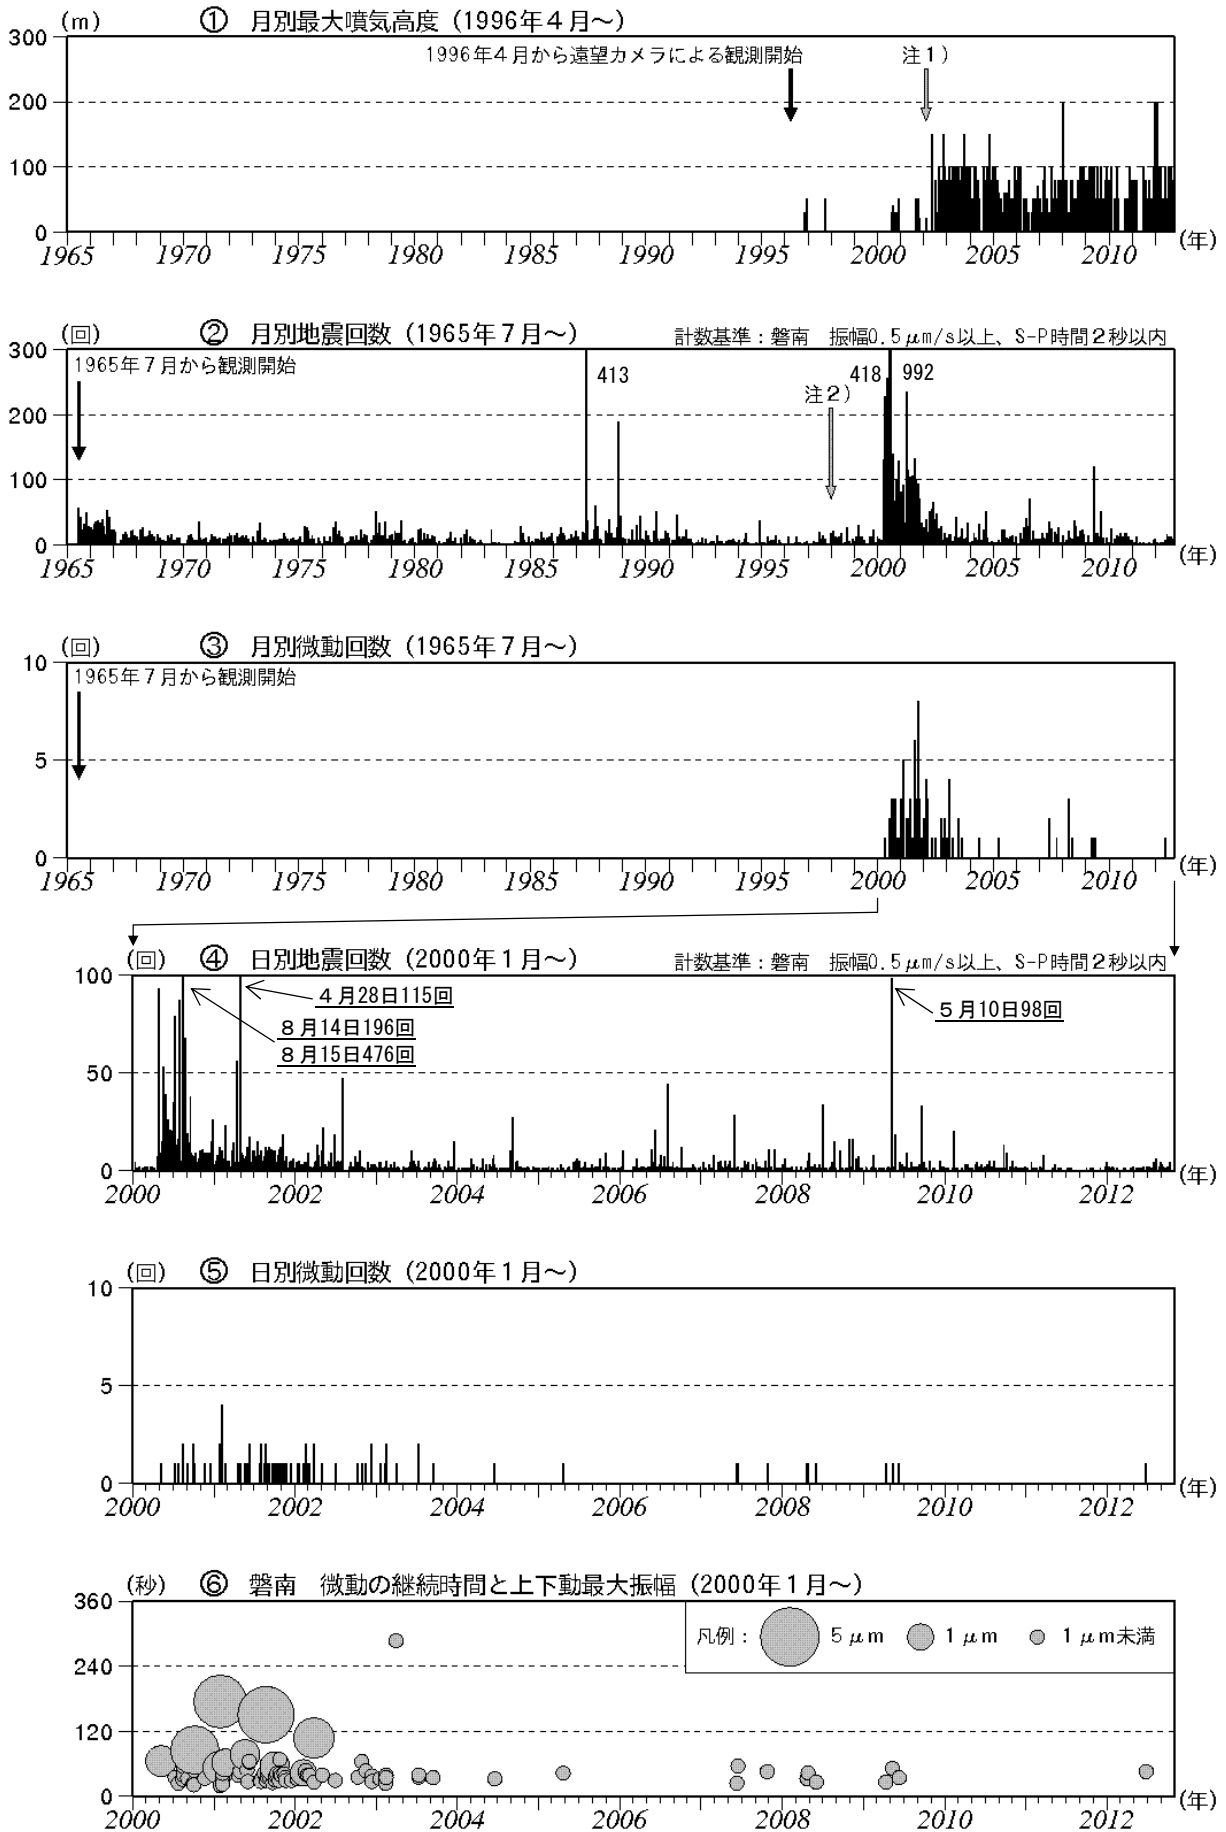 (m) ① 月別最大噴気高度（1996年４月～）
300
1996年４月から遠望カメラによる観測開始
注１）
200
100
0
1965 1970 1975 1980 1985 1990 1995 2000 2005 2010 (年)
(回) ② 月別地震回数（1965年７月～）
計数基準：磐南 振幅0.5μm/s以上、S-P時間２秒以内
300
1965年７月から観測開始
413
418 992
注２）
200
100
0
1965 1970 1975 1980 1985 1990 1995 2000 2005 2010 (年)
(回) ③ 月別微動回数（1965年７月～）
10
1965年７月から観測開始
5
0
1965 1970 1975 1980 1985 1990 1995 2000 2005 2010 (年)
(回) ④ 日別地震回数（2000年１月～）
計数基準：磐南 振幅0.5μm/s以上、S-P時間２秒以内
100
４月28日115回
８月14日196回
８月15日476回
５月10日98回
50
0
2000 2002 2004 2006 2008 2010 2012 (年)
(回) ⑤ 日別微動回数（2000年１月～）
10
5
0
2000 2002 2004 2006 2008 2010 2012 (年)
(秒) ⑥ 磐南 微動の継続時間と上下動最大振幅（2000年１月～）
360
凡例： ５μm １μm １μm未満
240
120
0
2000 2002 2004 2006 2008 2010 2012 (年)